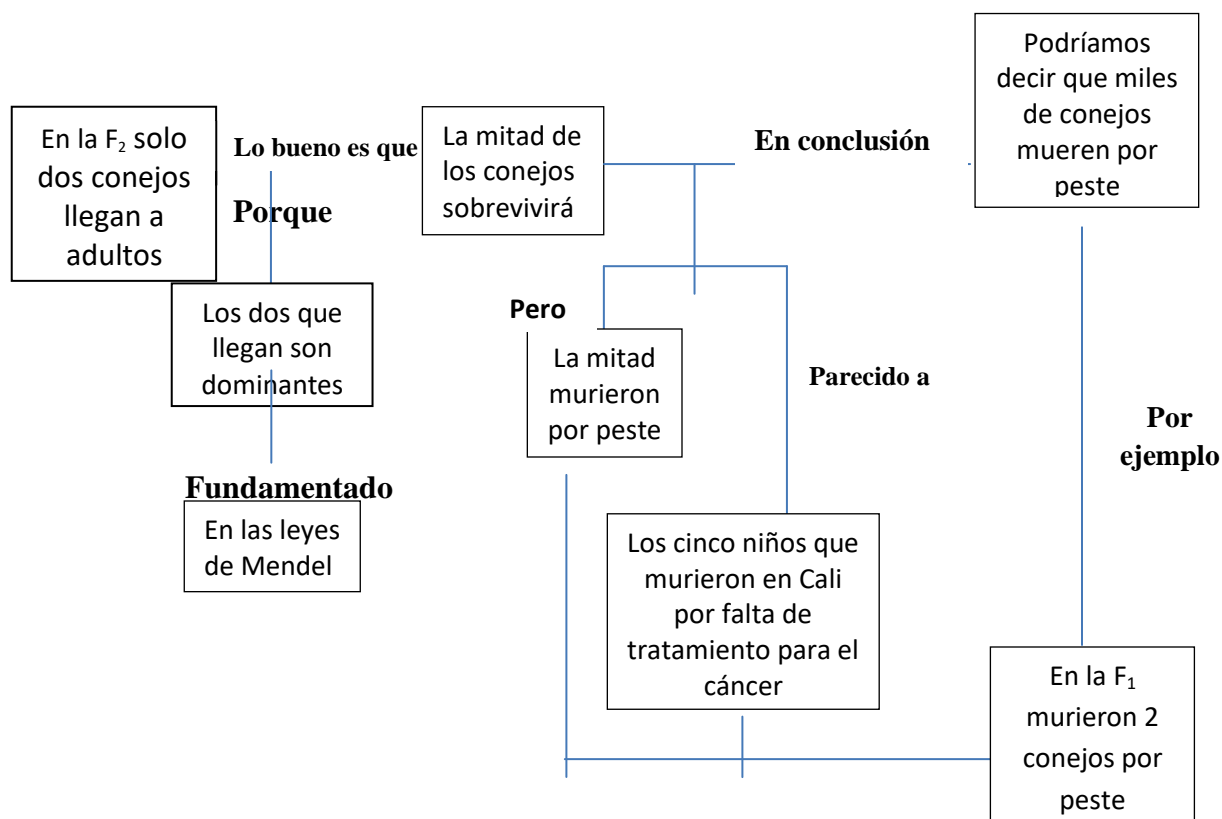 En la F₂ solo
dos conejos
llegan a
adultos
Lo bueno es que
Porque
La mitad de
los conejos
sobrevivirá
En conclusión
Podríamos
decir que miles
de conejos
mueren por
peste
Los dos que
llegan son
dominantes
Fundamentado
En las leyes
de Mendel
Pero
La mitad
murieron
por peste
Parecido a
Los cinco niños que
murieron en Cali
por falta de
tratamiento para el
cáncer
Por
ejemplo
En la F₁
murieron 2
conejos por
peste